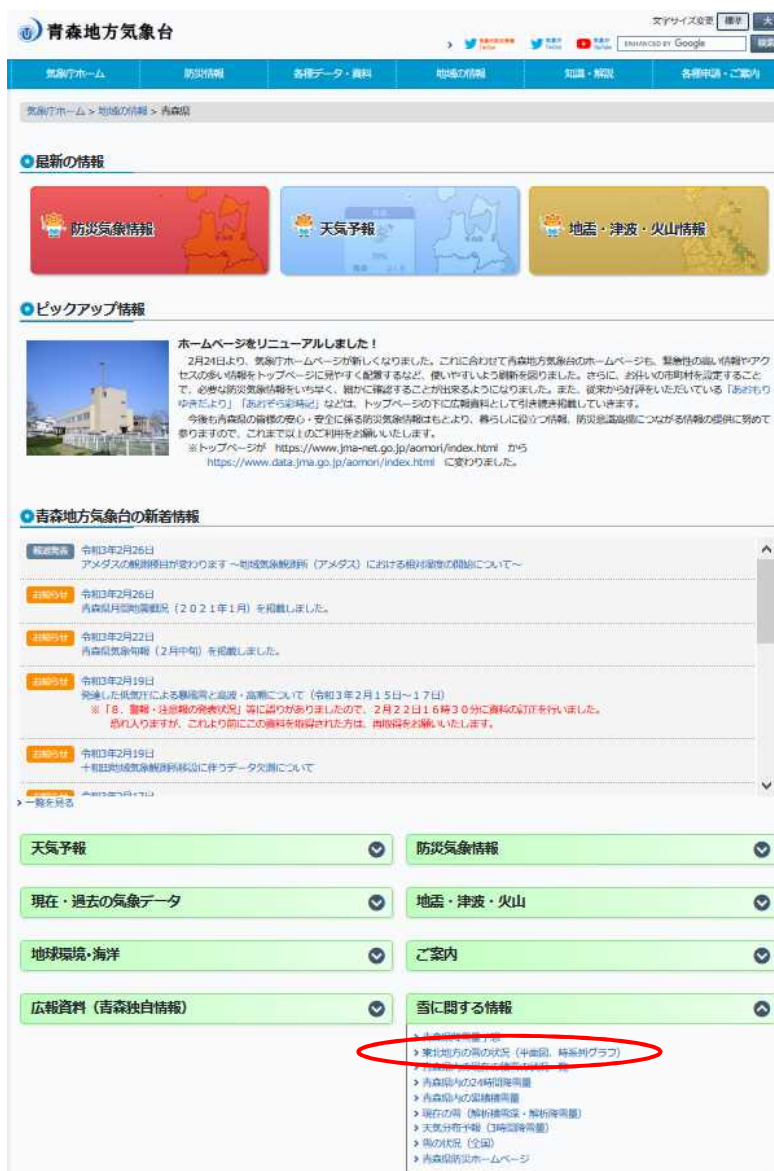 青森地方気象台
文字サイズ変更 標準 大
ENHANCED BY Google 検索
気象庁ホーム 防災情報 各種データ・資料 地域の情報 知識・解説 各種申請・ご案内
気象庁ホーム > 地域の情報 > 青森県
最新の情報
防災気象情報 天気予報 地震・津波・火山情報
ピックアップ情報
ホームページをリニューアルしました！
2月24日より、気象庁ホームページが新しくなりました。これに合わせて青森地方気象台のホームページも、緊急性の高い情報やアク
セスの多い情報をトップページに見やすく配置するなど、使いやすいよう刷新を図りました。さらに、お住いの市町村を設定すること
で、必要な防災気象情報をいち早く、細かに確認することが出来るようになりました。また、従来から好評をいただいている「あおもり
ゆきだより」「あおぞら彩時記」などは、トップページの下に広報資料として引き続き掲載していきます。
今後も青森県の皆様の安心・安全に係る防災気象情報はもとより、暮らしに役立つ情報、防災意識高揚につながる情報の提供に努めて
参りますので、これまで以上のご利用をお願いいたします。
※トップページが https://www.jma-net.go.jp/aomori/index.html から
https://www.data.jma.go.jp/aomori/index.html に変わりました。
青森地方気象台の新着情報
報道発表 令和3年2月26日
アメダスの観測種目が変わります ～地域気象観測所（アメダス）における相対湿度の開始について～
お知らせ 令和3年2月26日
青森県月間地震概況（２０２１年１月）を掲載しました。
お知らせ 令和3年2月22日
青森県気象旬報（２月中旬）を掲載しました。
お知らせ 令和3年2月19日
発達した低気圧による暴風雪と高波・高潮について（令和３年２月１５日～１７日）
※「８．警報・注意報の発表状況」等に誤りがありましたので、２月２２日１６時３０分に資料の訂正を行いました。
恐れ入りますが、これより前にこの資料を取得された方は、再取得をお願いいたします。
お知らせ 令和3年2月19日
十和田地域気象観測所移設に伴うデータ欠測について
> 一覧を見る
天気予報 防災気象情報
現在・過去の気象データ 地震・津波・火山
地球環境・海洋 ご案内
広報資料（青森独自情報） 雪に関する情報
> 東北地方の雪の状況（平面図、時系列グラフ）
> 青森県内の24時間降雪量
> 青森県内の累積降雪量
> 現在の雪（解析積雪深・解析降雪量）
> 天気分布予報（3時間降雪量）
> 雪の状況（全国）
> 青森県防災ホームページ